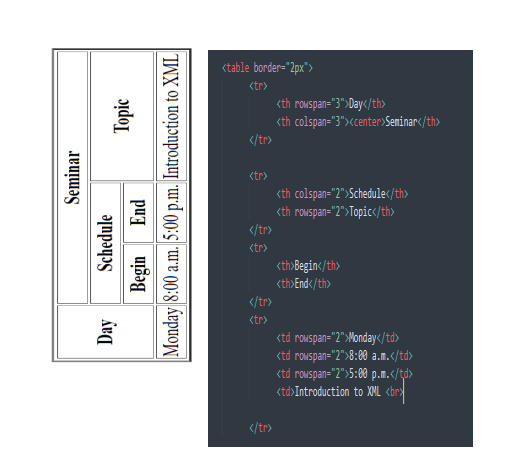 Seminar
Day
Schedule
Topic
Begin
End
Monday
8:00 a.m.
5:00 p.m.
Introduction to XML
<table border="2px">
<tr>
<th rowspan="3">Day</th>
<th colspan="3"><center>Seminar</th>
</tr>
<tr>
<th colspan="2">Schedule</th>
<th rowspan="2">Topic</th>
</tr>
<tr>
<th>Begin</th>
<th>End</th>
</tr>
<tr>
<td rowspan="2">Monday</td>
<td rowspan="2">8:00 a.m.</td>
<td rowspan="2">5:00 p.m.</td>
<td>Introduction to XML <br>
</tr>